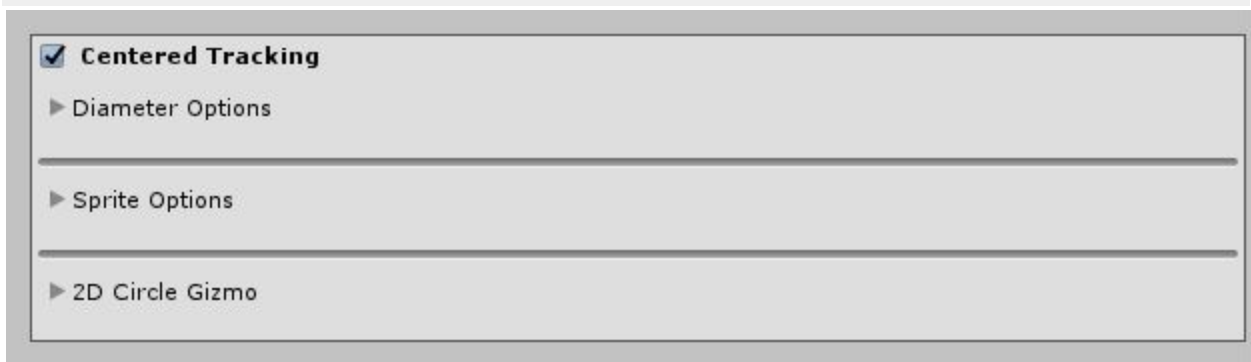 Centered Tracking
Diameter Options
Sprite Options
2D Circle Gizmo